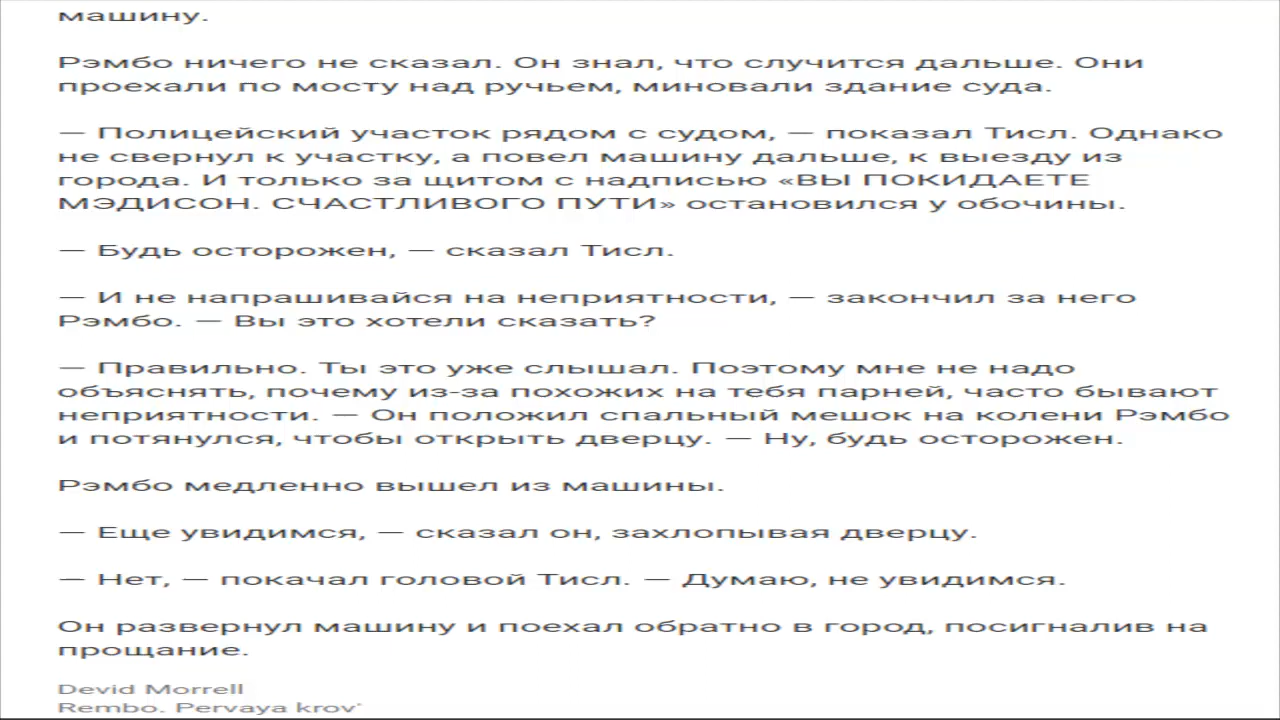 машину.
Рэмбо ничего не сказал. Он знал, что случится дальше. Они
проехали по мосту над ручьем, миновали здание суда.
— Полицейский участок рядом с судом, — показал Тисл. Однако
не свернул к участку, а повел машину дальше, к выезду из
города. И только за щитом с надписью «ВЫ ПОКИДАЕТЕ
МЭДИСОН. СЧАСТЛИВОГО ПУТИ» остановился у обочины.
— Будь осторожен, — сказал Тисл.
— И не напрашивайся на неприятности, — закончил за него
Рэмбо. — Вы это хотели сказать?
— Правильно. Ты это уже слышал. Поэтому мне не надо
объяснять, почему из-за похожих на тебя парней, часто бывают
неприятности. — Он положил спальный мешок на колени Рэмбо
и потянулся, чтобы открыть дверцу. — Ну, будь осторожен.
Рэмбо медленно вышел из машины.
— Еще увидимся, — сказал он, захлопывая дверцу.
— Нет, — покачал головой Тисл. — Думаю, не увидимся.
Он развернул машину и поехал обратно в город, посигналив на
прощание.
Devid Morrell
Rembo. Pervaya krov'